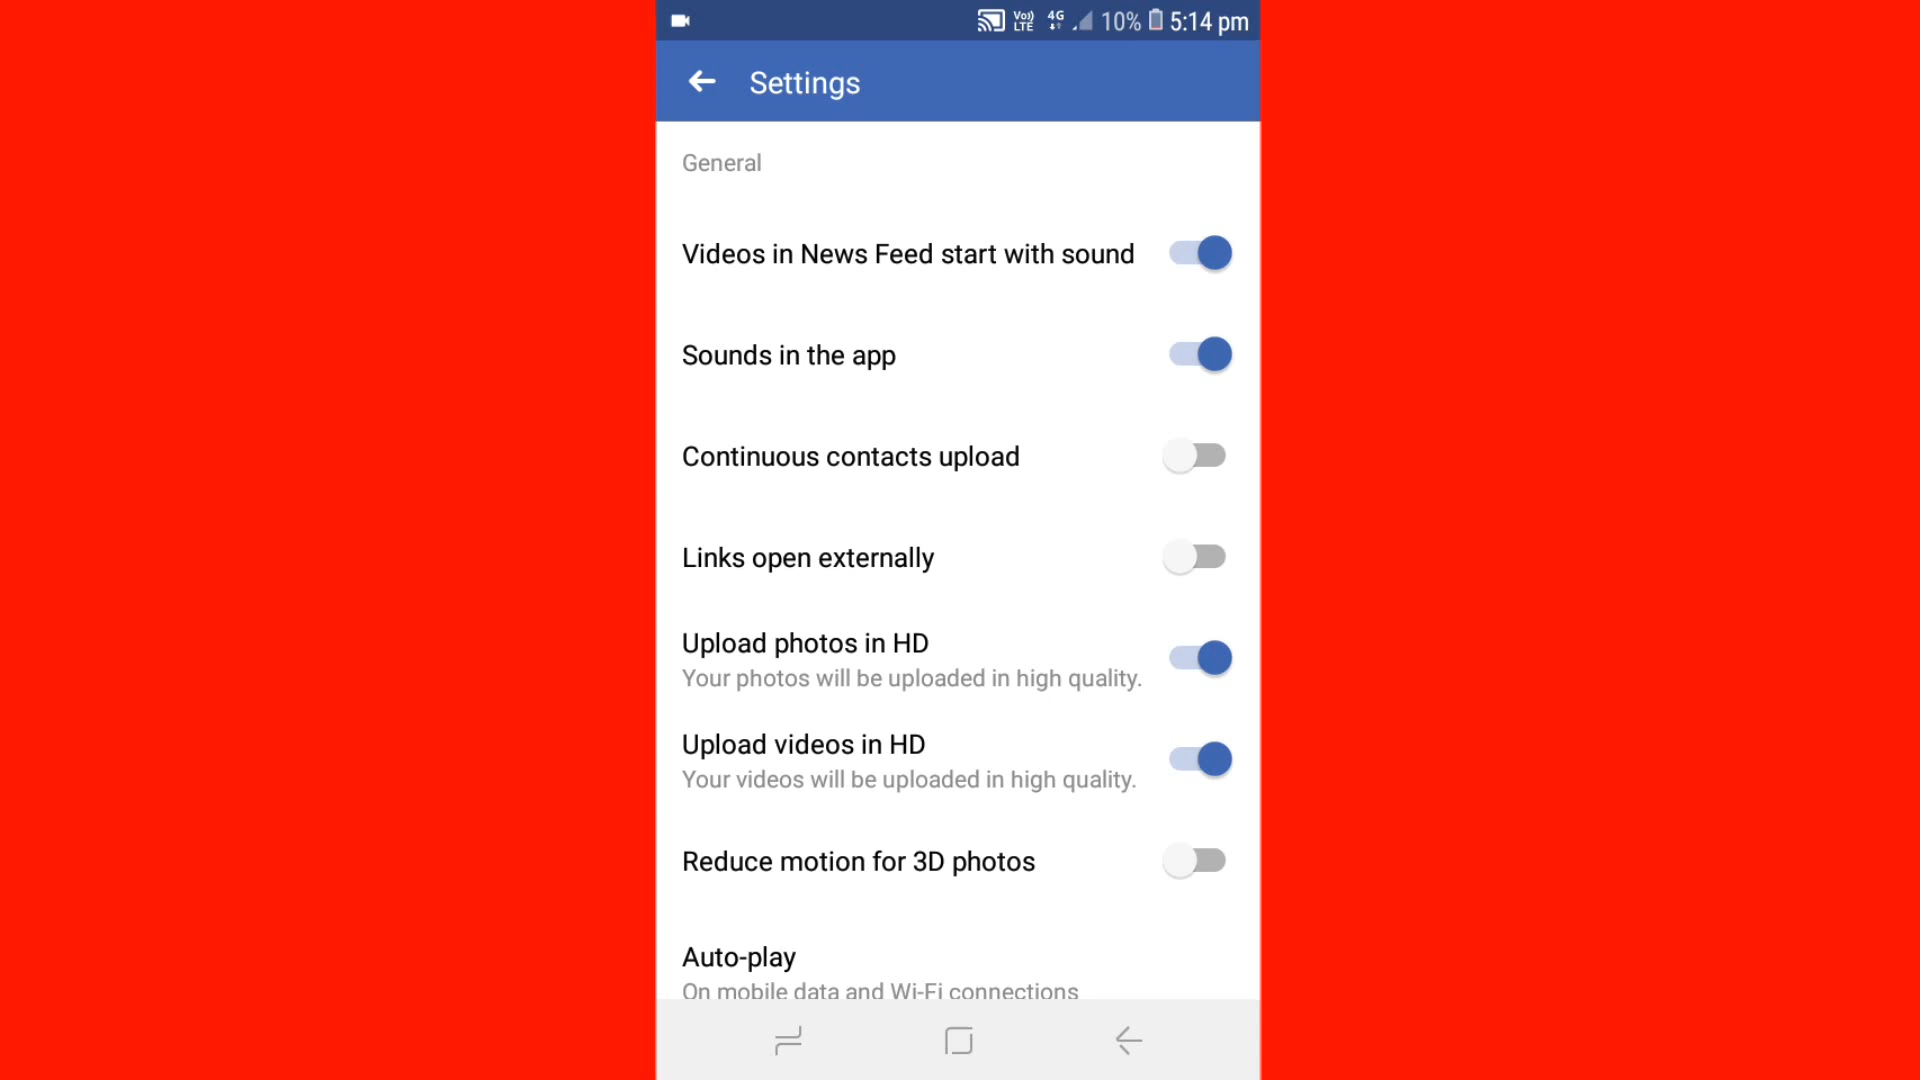 Vo)) LTE 4G 10% 5:14 pm
Settings
General
Videos in News Feed start with sound
Sounds in the app
Continuous contacts upload
Links open externally
Upload photos in HD
Your photos will be uploaded in high quality.
Upload videos in HD
Your videos will be uploaded in high quality.
Reduce motion for 3D photos
Auto-play
On mobile data and Wi-Fi connections